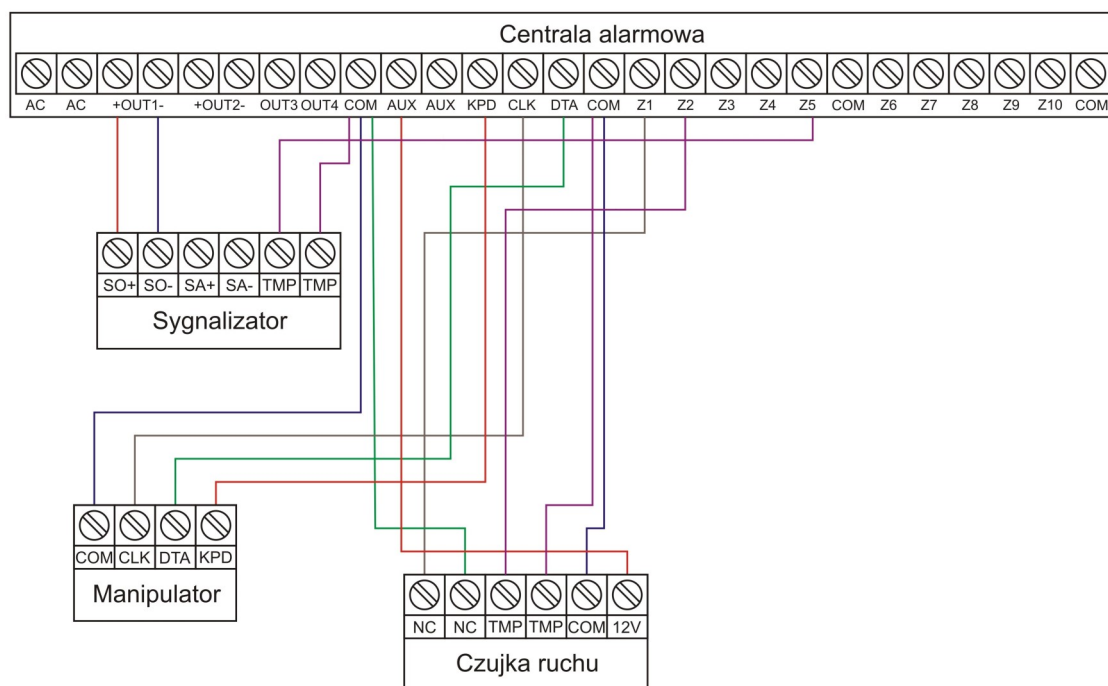 Centrala alarmowa
AC AC +OUT1- +OUT2- OUT3 OUT4 COM AUX AUX KPD CLK DTA COM Z1 Z2 Z3 Z4 Z5 COM Z6 Z7 Z8 Z9 Z10 COM
SO+ SO- SA+ SA- TMP TMP
Sygnalizator
COM CLK DTA KPD
Manipulator
NC NC TMP TMP COM 12V
Czujka ruchu